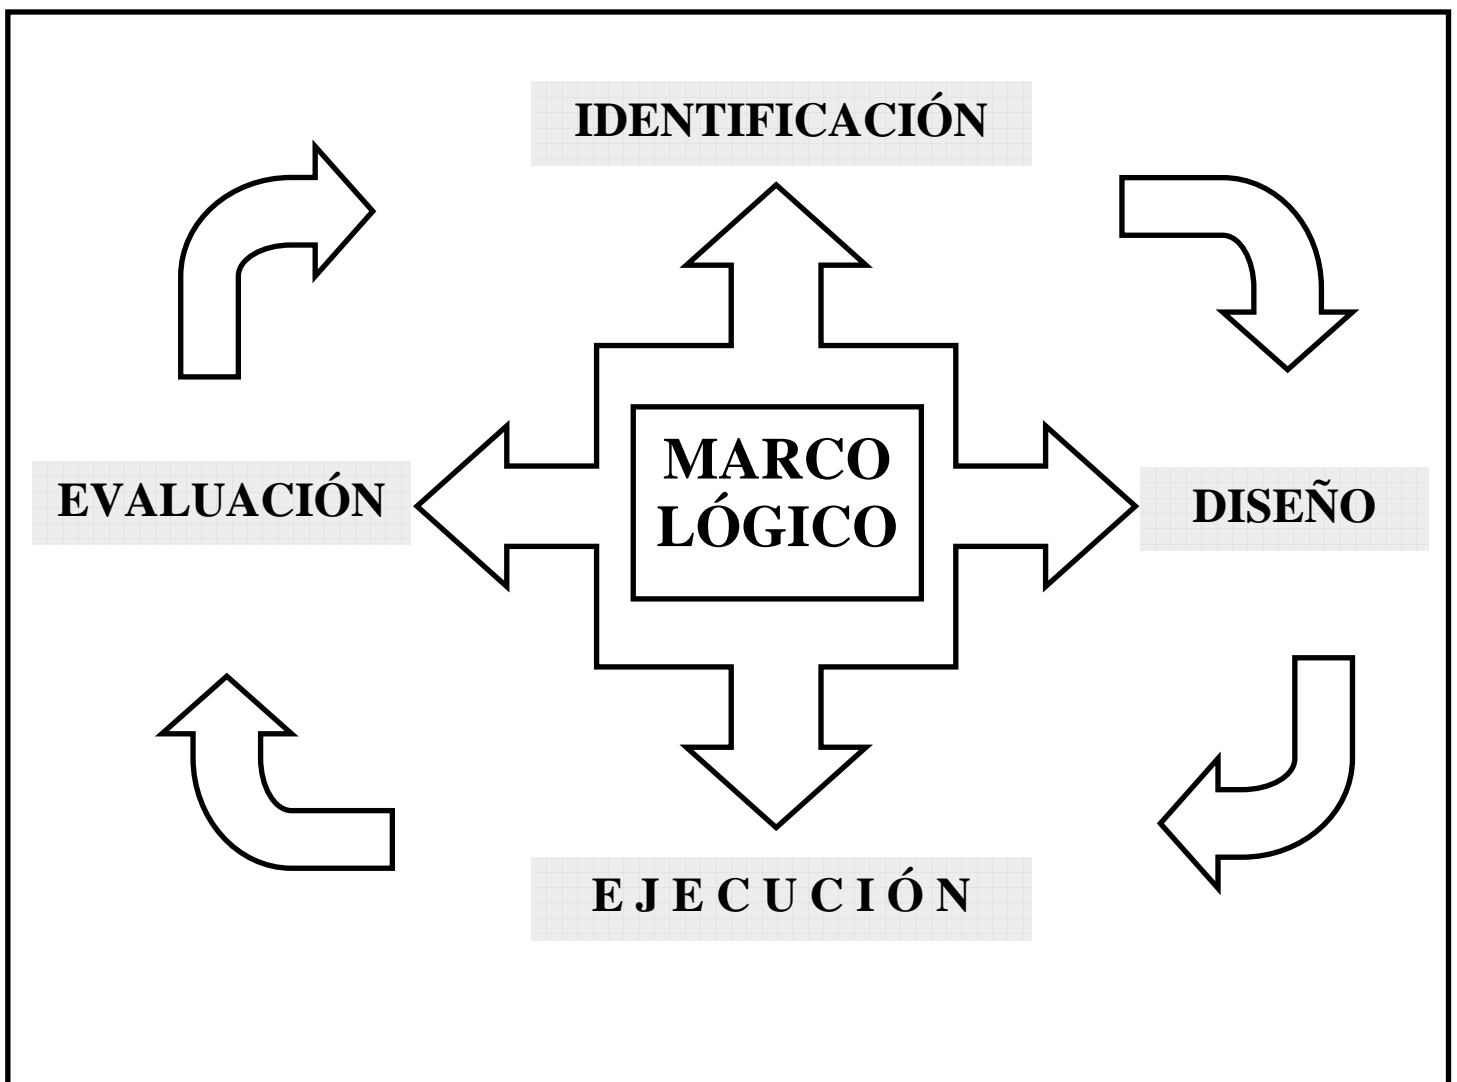 IDENTIFICACIÓN
MARCO
LÓGICO
EVALUACIÓN
DISEÑO
E J E C U C I Ó N